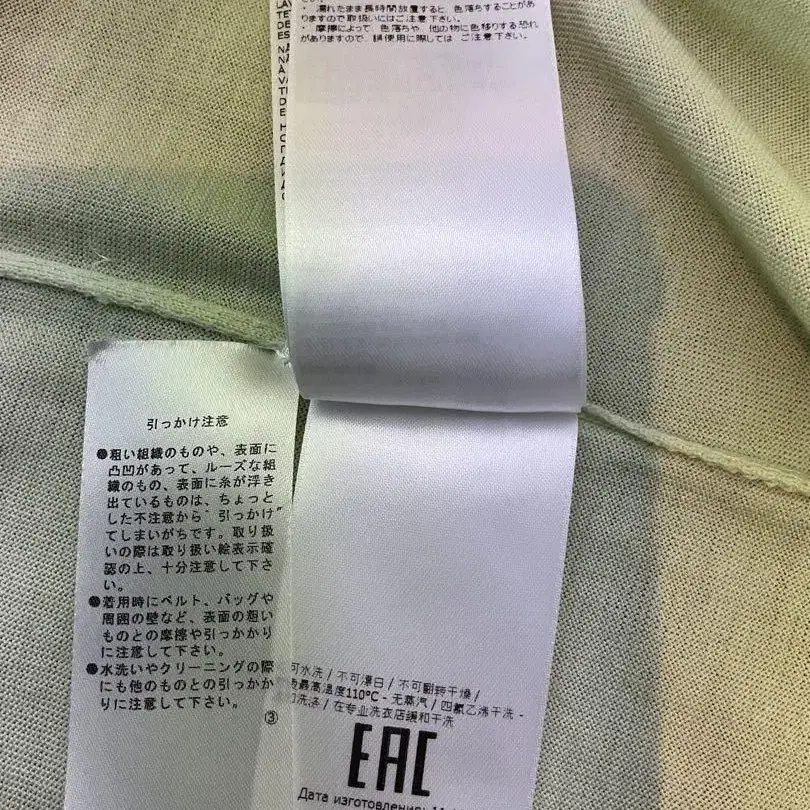 ・濡れたまま長時間放置すると、色落ちすることがあ
りますので取扱いにはご注意下さい。
・摩擦によって、色落ちや、他の物に色移りする恐れ
がありますので、誤使用に際しては ご注意下さい。
引っかけ注意
●粗い組織のものや、表面に
凸凹があって、ルーズな組
織のもの、表面に糸が浮き
出ているものは、ちょっと
した不注意から"引っかけ"
てしまいがちです。取り扱
いの際は取り扱い絵表示確
認の上、十分注意して下さ
い。
●着用時にベルト、バッグや
周囲の壁など、表面の粗い
ものとの摩擦や引っかかり
に注意して下さい。
●水洗いやクリーニングの際
にも他のものとの引っかか
りに注意して下さい。
③
可水洗 / 不可漂白 / 不可翻转干燥 /
最高温度110°C - 无蒸汽 / 四氯乙烯干洗 -
洗涤 / 在专业洗衣店缓和干洗
EAC
Дата изготовления: